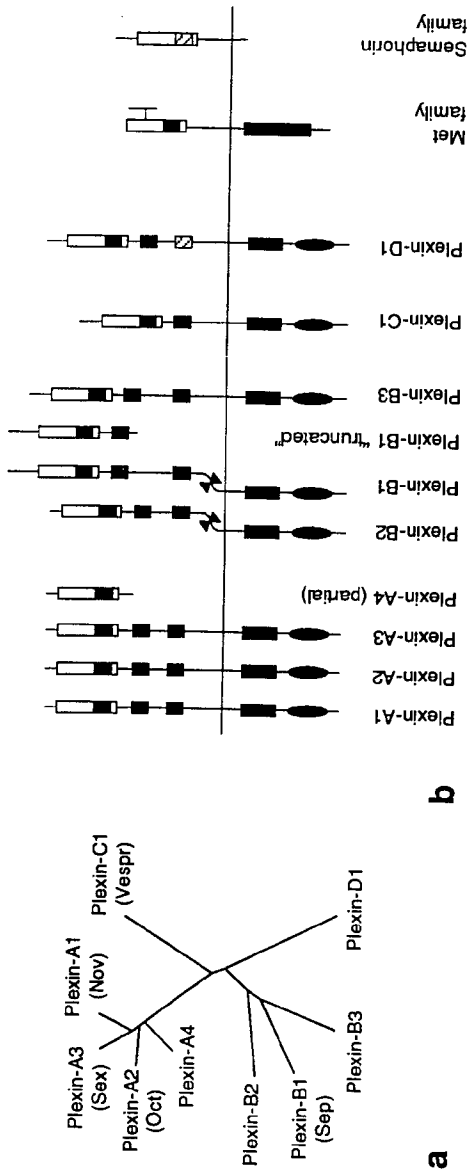 a
Plexin-A3
(Sex)
Plexin-A1
(Nov)
Plexin-C1
(Vespr)
Plexin-A2
(Oct)
Plexin-A4
Plexin-B2
Plexin-B1
(Sep)
Plexin-B3
Plexin-D1
b
Plexin-A1
Plexin-A2
Plexin-A3
Plexin-A4 (partial)
Plexin-B2
Plexin-B1
Plexin-B1
"truncated"
Plexin-B3
Plexin-C1
Plexin-D1
Met
family
Semaphorin
family